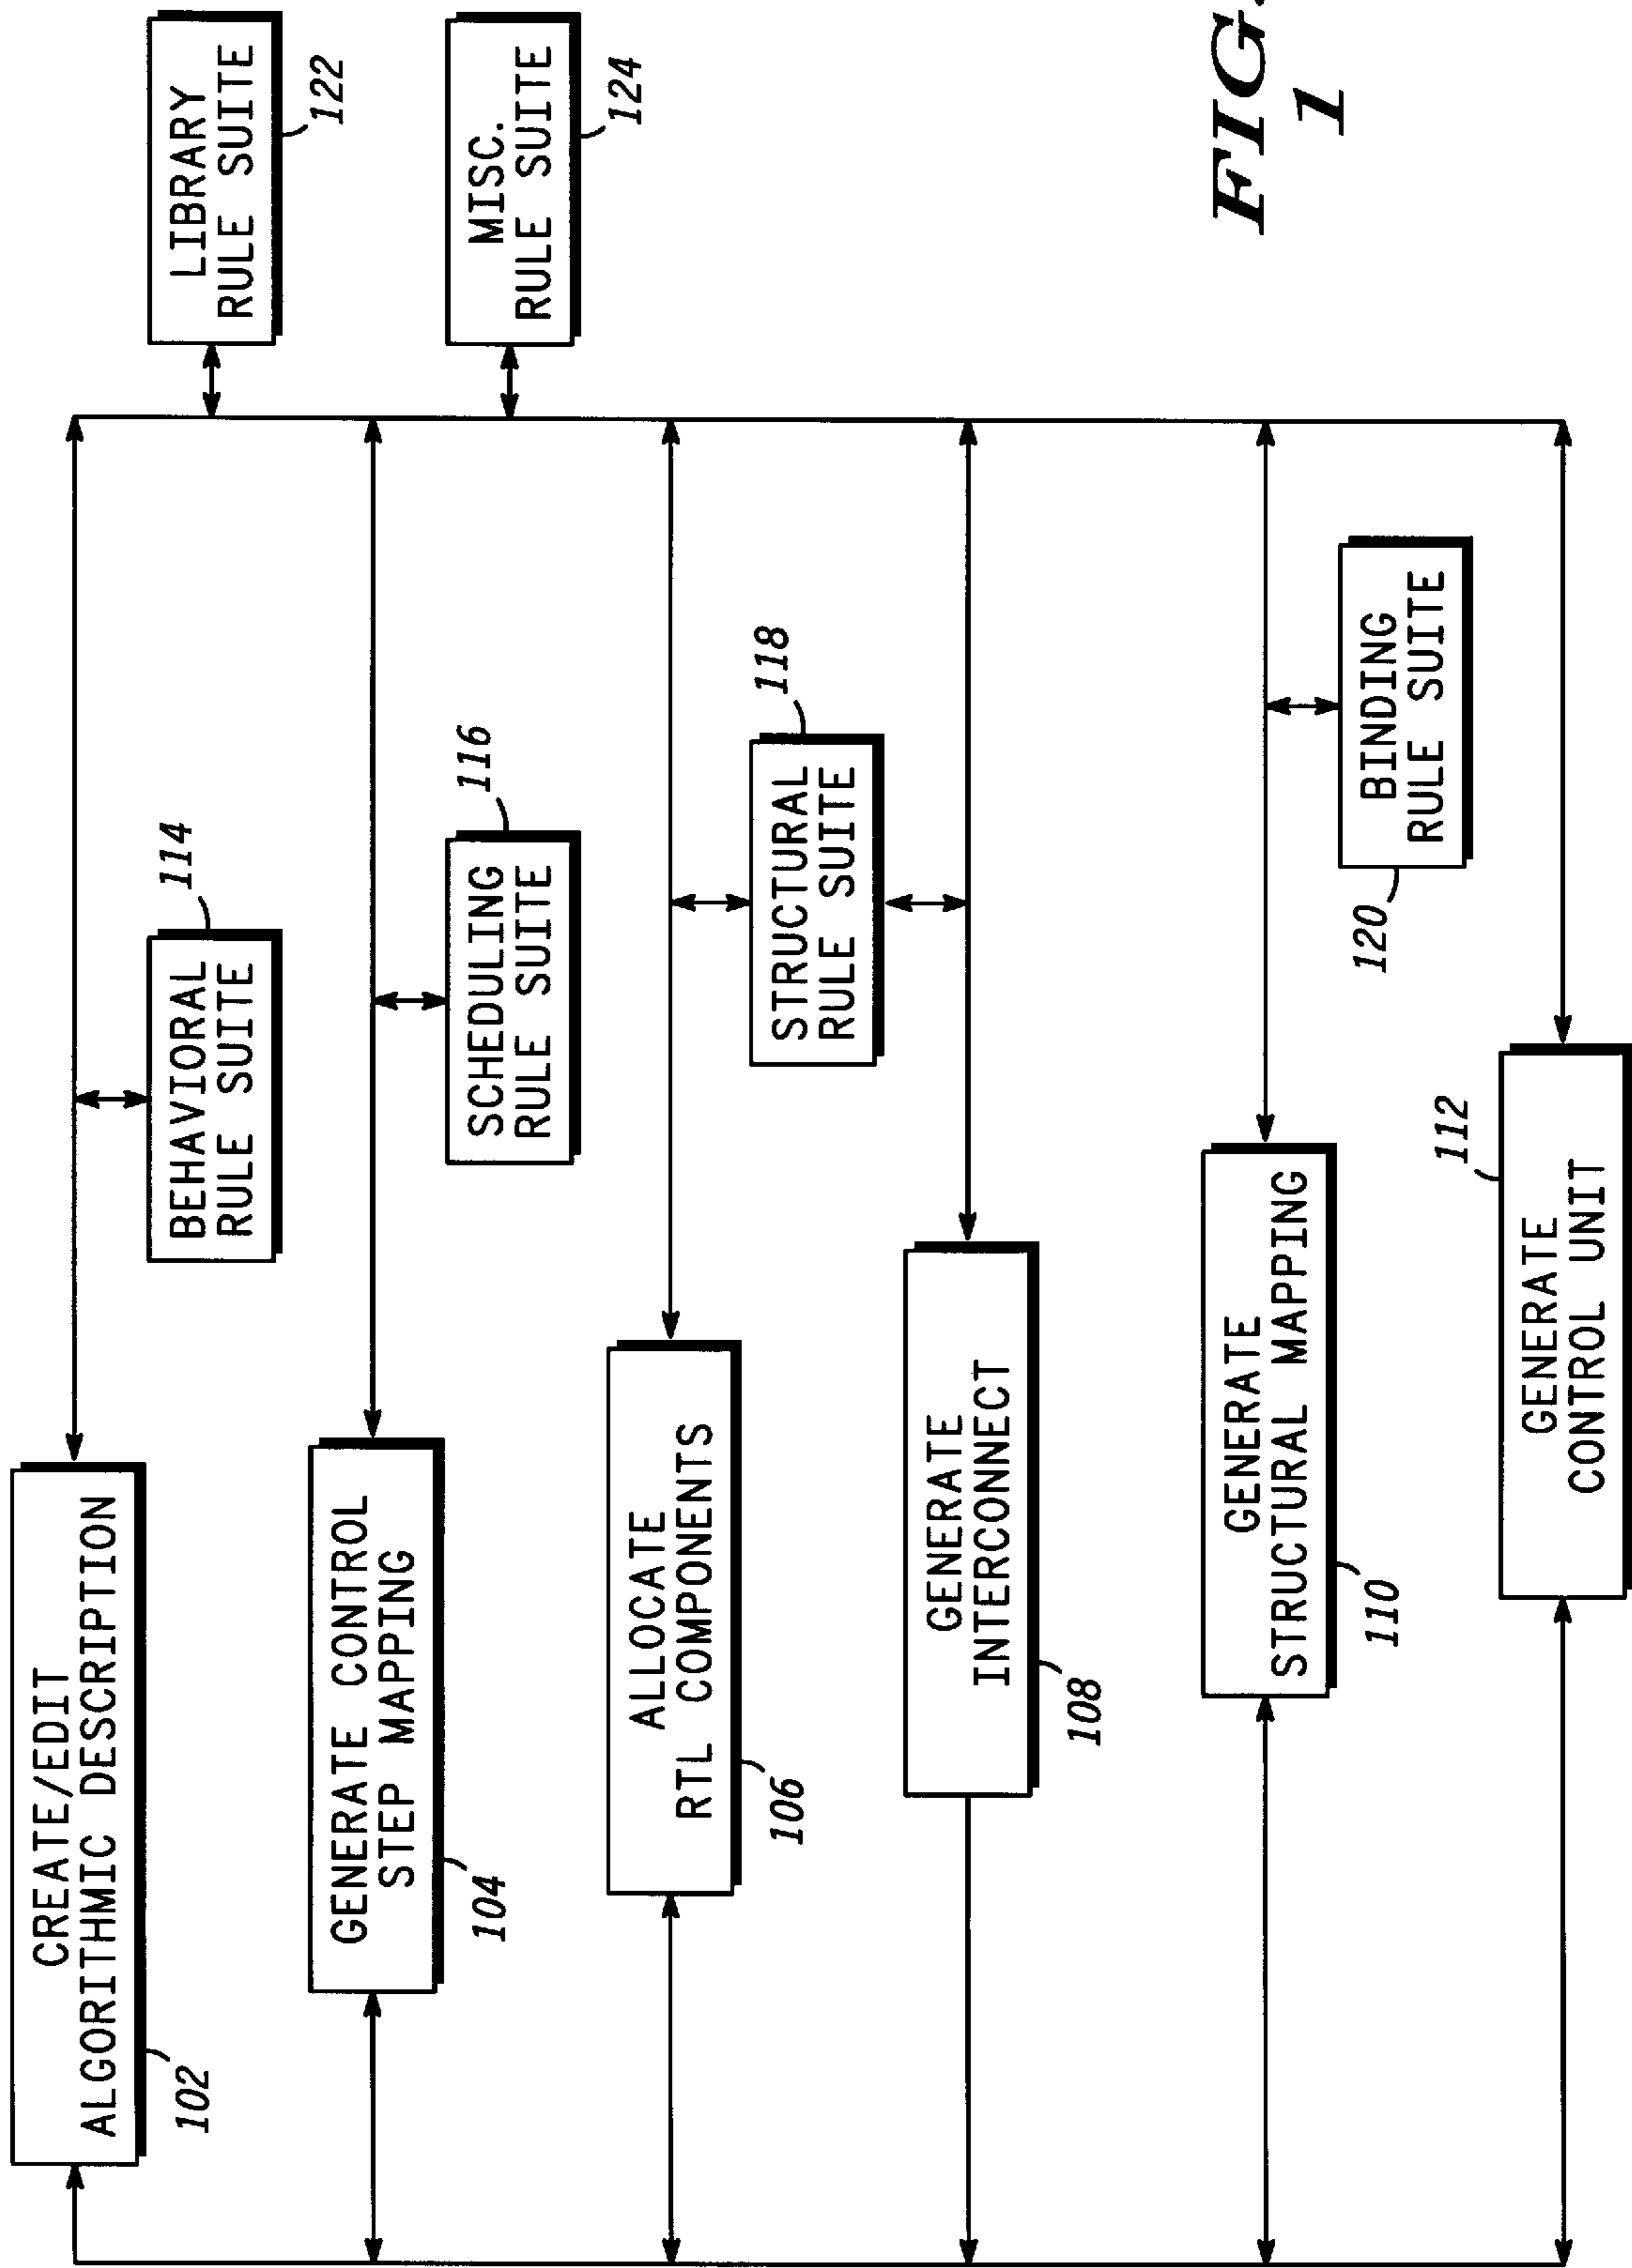 CREATE/EDIT
ALGORITHMIC DESCRIPTION
102
BEHAVIORAL
RULE SUITE
114
LIBRARY
RULE SUITE
122
GENERATE CONTROL
STEP MAPPING
104
SCHEDULING
RULE SUITE
116
MISC.
RULE SUITE
124
ALLOCATE
RTL COMPONENTS
106
STRUCTURAL
RULE SUITE
118
GENERATE
INTERCONNECT
108
GENERATE
STRUCTURAL MAPPING
110
BINDING
RULE SUITE
120
GENERATE
CONTROL UNIT
112
FIG.
1